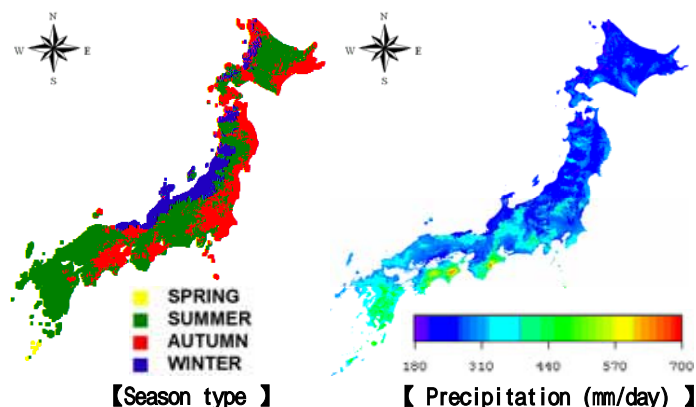 N
W E
S
N
W E
S
SPRING
SUMMER
AUTUMN
WINTER
180 310 440 570 700
【Season type 】
【 Precipitation (mm/day) 】